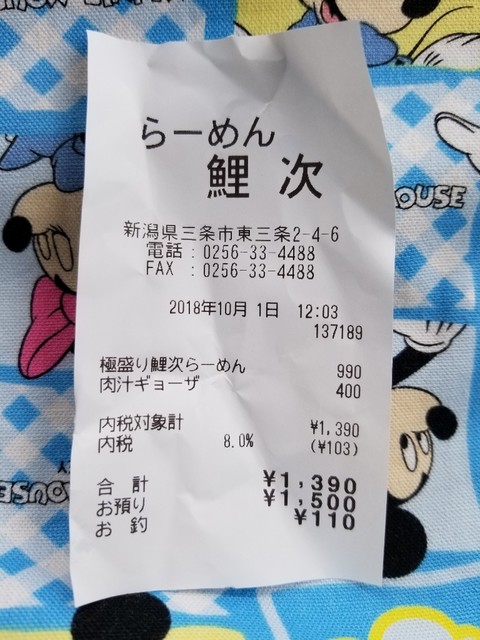 らーめん
鯉次
新潟県三条市東三条2-4-6
電話 : 0256-33-4488
FAX : 0256-33-4488
2018年10月 1日 12:03
137189
極盛り鯉次らーめん 990
肉汁ギョーザ 400
内税対象計 ¥1,390
内税 8.0% (¥103)
合計 ¥1,390
お預り ¥1,500
お釣 ¥110
OUSE